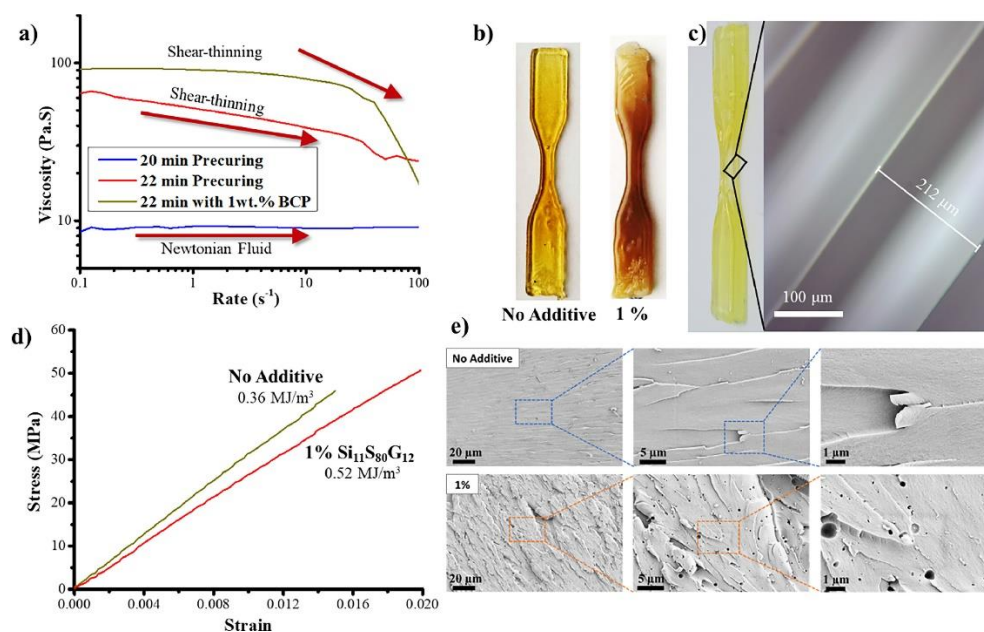 a)
Shear-thinning
Shear-thinning
20 min Precuring
22 min Precuring
22 min with 1wt.% BCP
Newtonian Fluid
Viscosity (Pa.S)
100
10
0.1
1
10
100
Rate (s⁻¹)
b)
No Additive
1 %
c)
212 μm
100 μm
d)
No Additive
0.36 MJ/m³
1% Si₁₁S₈₀G₁₂
0.52 MJ/m³
Stress (MPa)
60
50
40
30
20
10
0
0.000
0.004
0.008
0.012
0.016
0.020
Strain
e)
No Additive
20 μm
5 μm
1 μm
1%
20 μm
5 μm
1 μm